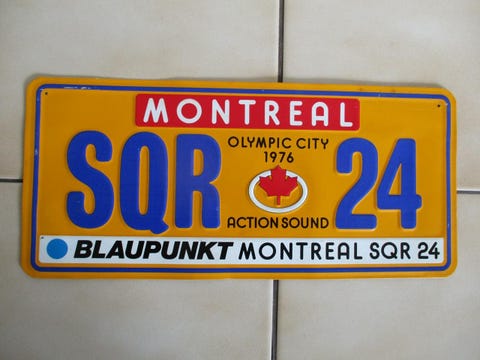 MONTREAL
OLYMPIC CITY
1976
SQR 24
ACTION SOUND
BLAUPUNKT MONTREAL SQR 24